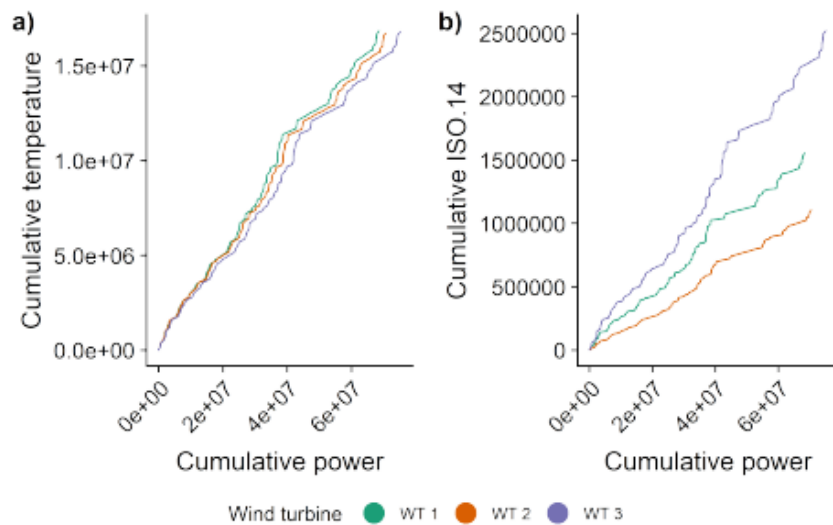 a)
Cumulative temperature
1.5e+07
1.0e+07
5.0e+06
0.0e+00
0e+00
2e+07
4e+07
6e+07
Cumulative power
b)
Cumulative ISO.14
2500000
2000000
1500000
1000000
500000
0
0e+00
2e+07
4e+07
6e+07
Cumulative power
Wind turbine WT 1 WT 2 WT 3